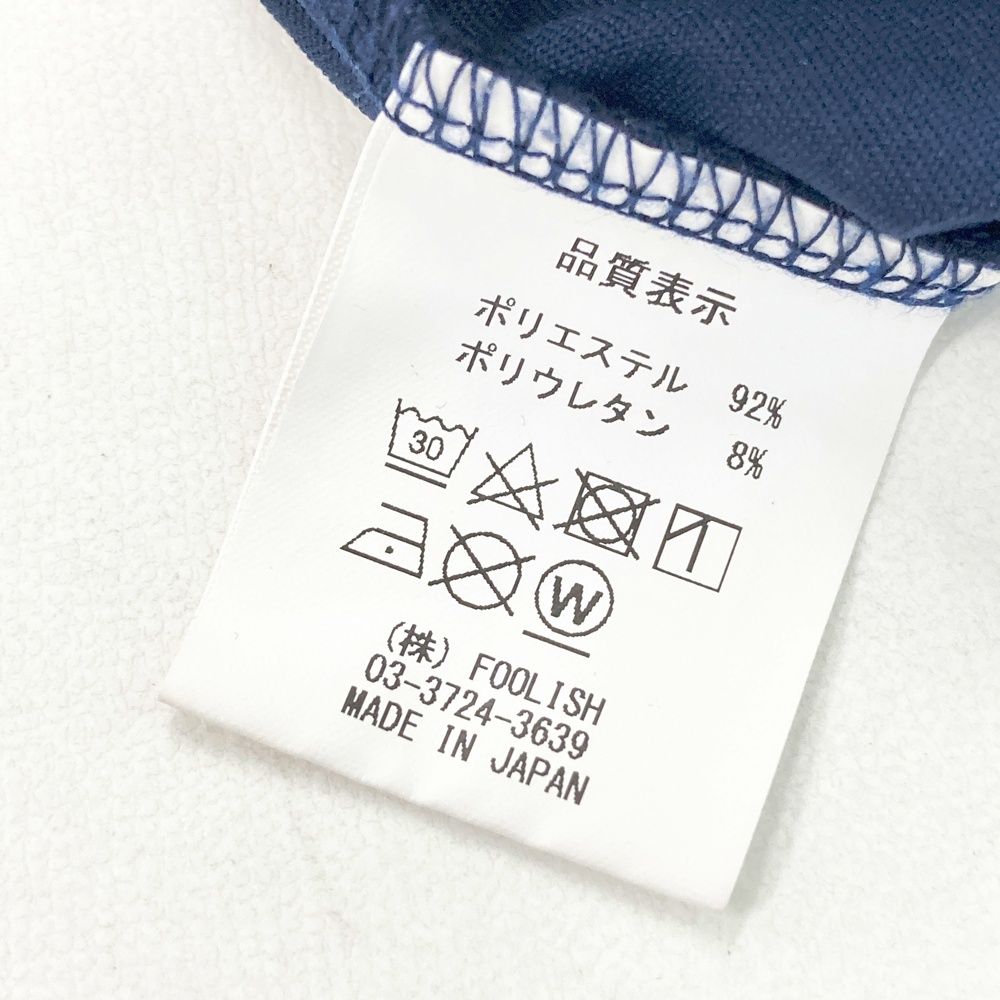 品質表示
ポリエステル 92%
ポリウレタン 8%
30
W
(株) FOOLISH
03-3724-3639
MADE IN JAPAN